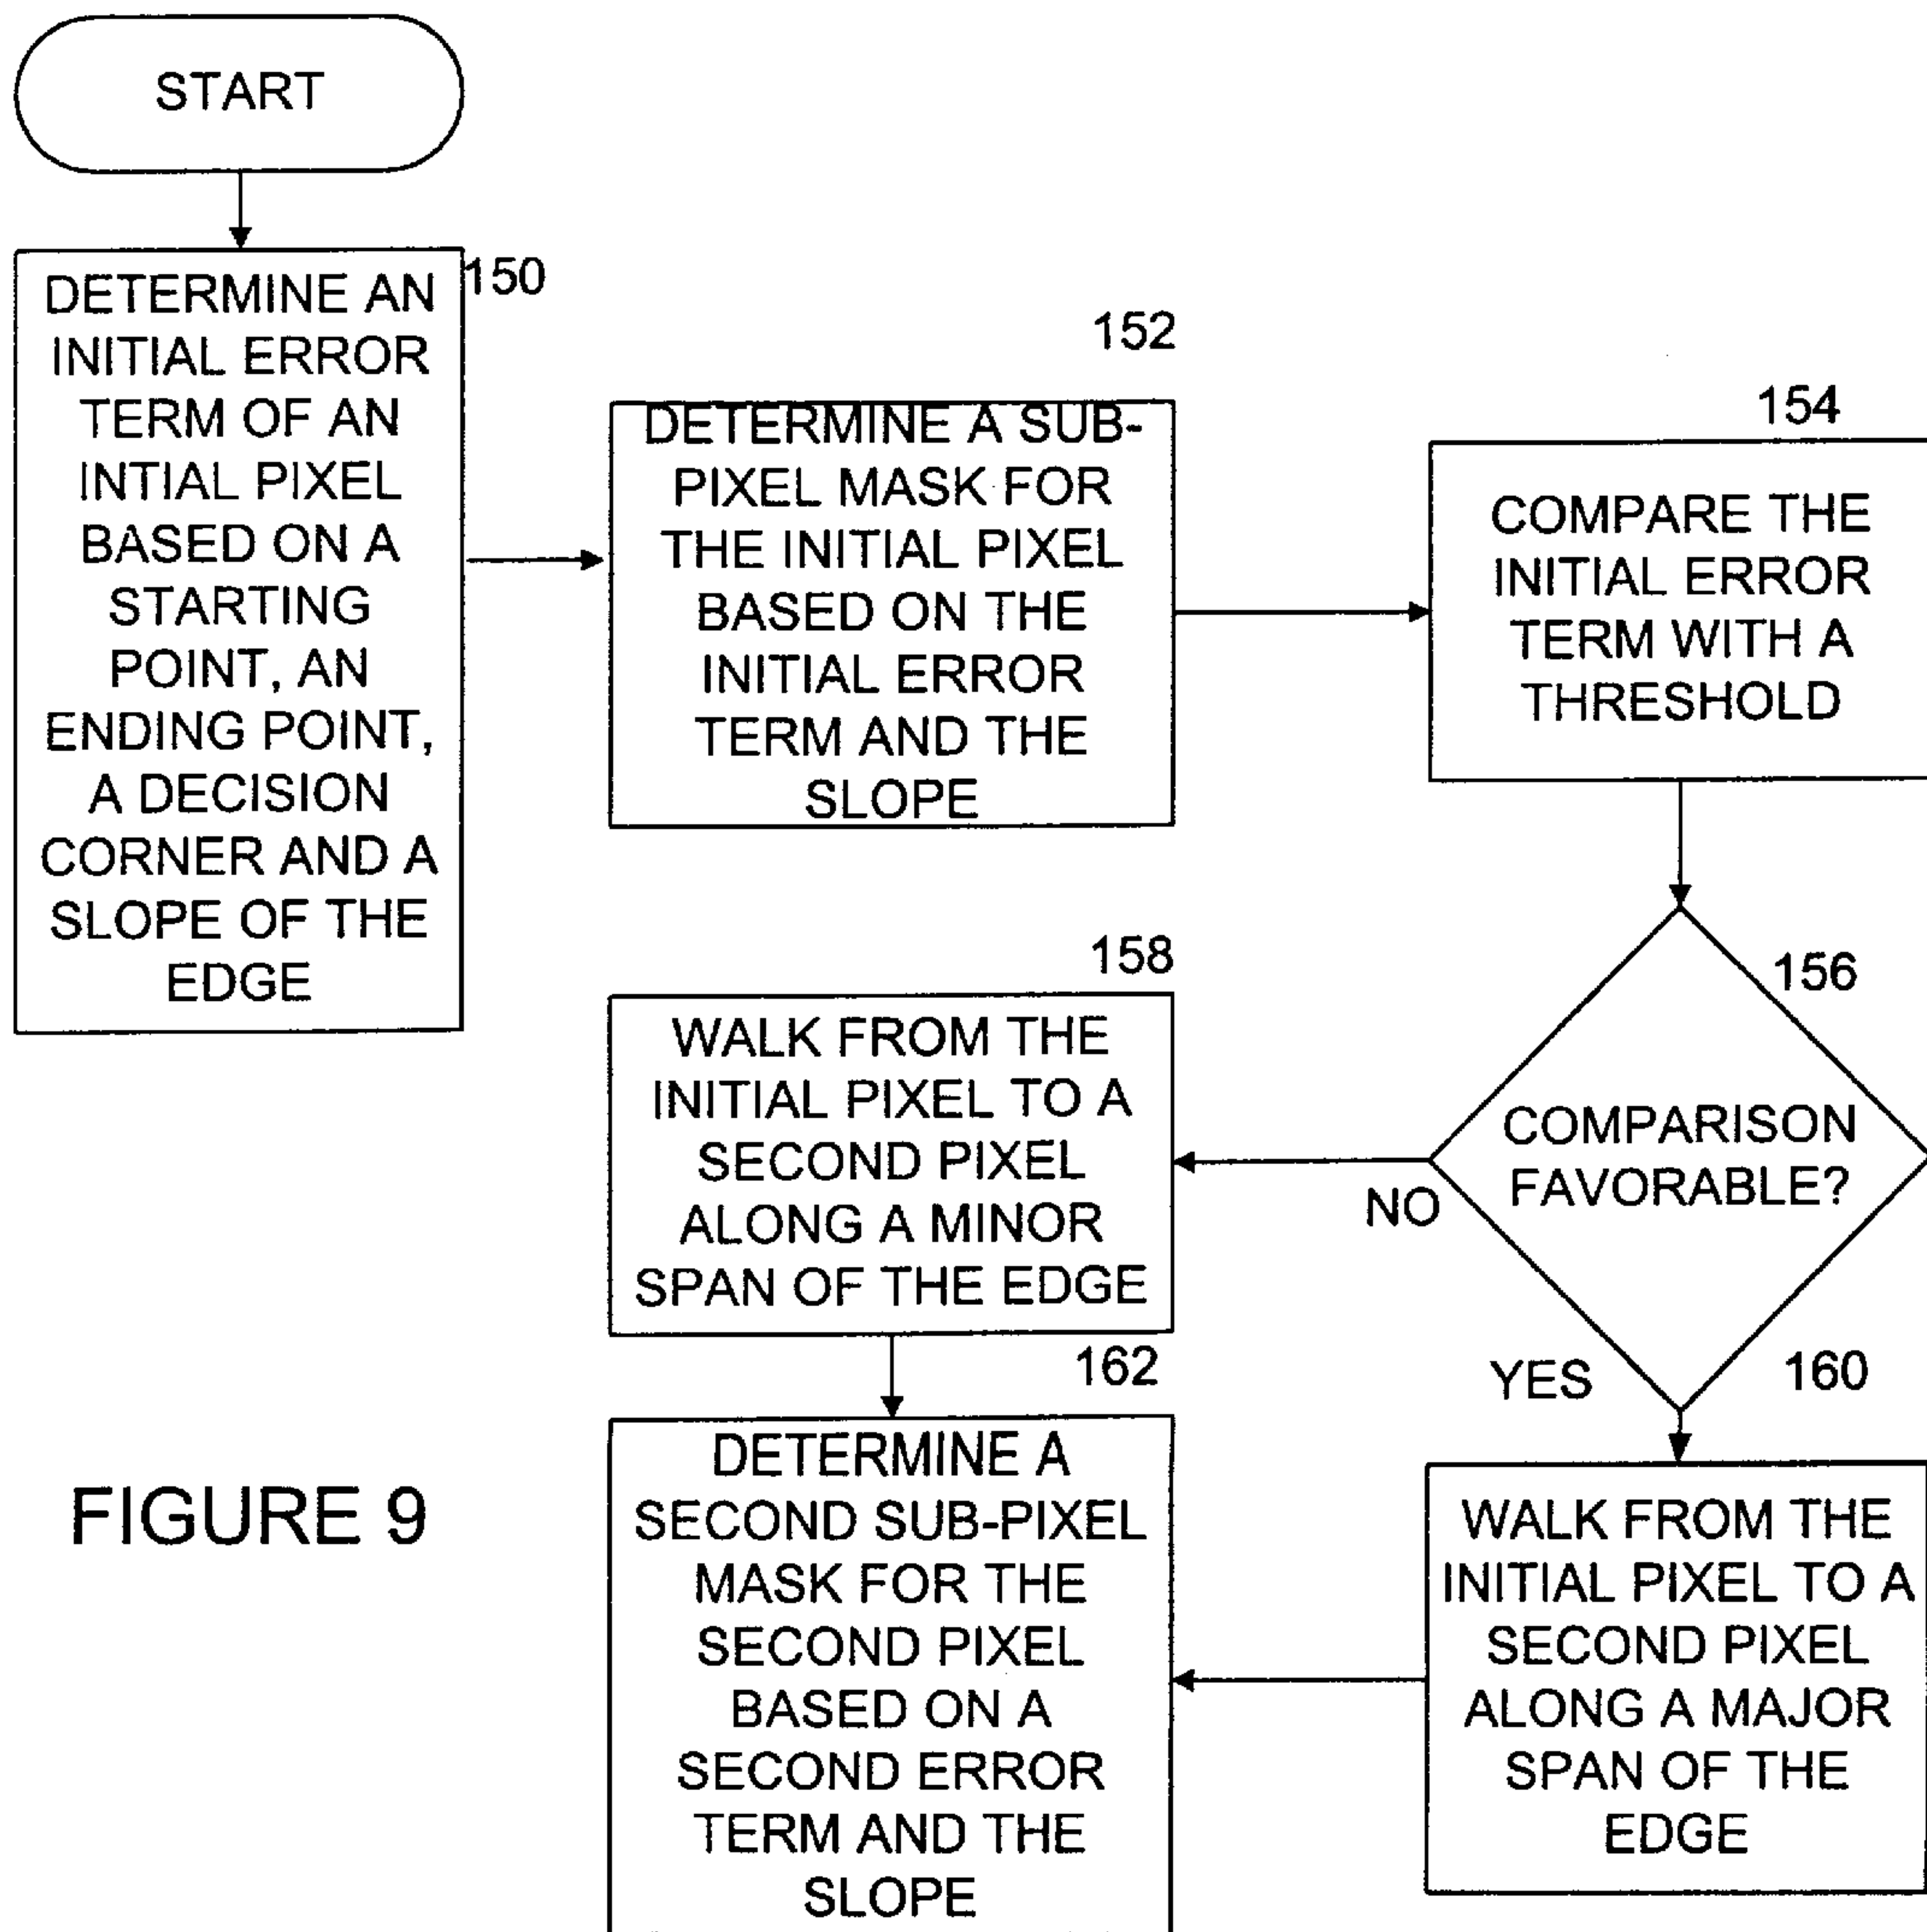 START
150
DETERMINE AN
INITIAL ERROR
TERM OF AN
INTIAL PIXEL
BASED ON A
STARTING
POINT, AN
ENDING POINT,
A DECISION
CORNER AND A
SLOPE OF THE
EDGE
152
DETERMINE A SUB-
PIXEL MASK FOR
THE INITIAL PIXEL
BASED ON THE
INITIAL ERROR
TERM AND THE
SLOPE
154
COMPARE THE
INITIAL ERROR
TERM WITH A
THRESHOLD
156
COMPARISON
FAVORABLE?
NO
YES
158
WALK FROM THE
INITIAL PIXEL TO A
SECOND PIXEL
ALONG A MINOR
SPAN OF THE EDGE
160
WALK FROM THE
INITIAL PIXEL TO A
SECOND PIXEL
ALONG A MAJOR
SPAN OF THE
EDGE
162
DETERMINE A
SECOND SUB-PIXEL
MASK FOR THE
SECOND PIXEL
BASED ON A
SECOND ERROR
TERM AND THE
SLOPE
FIGURE 9